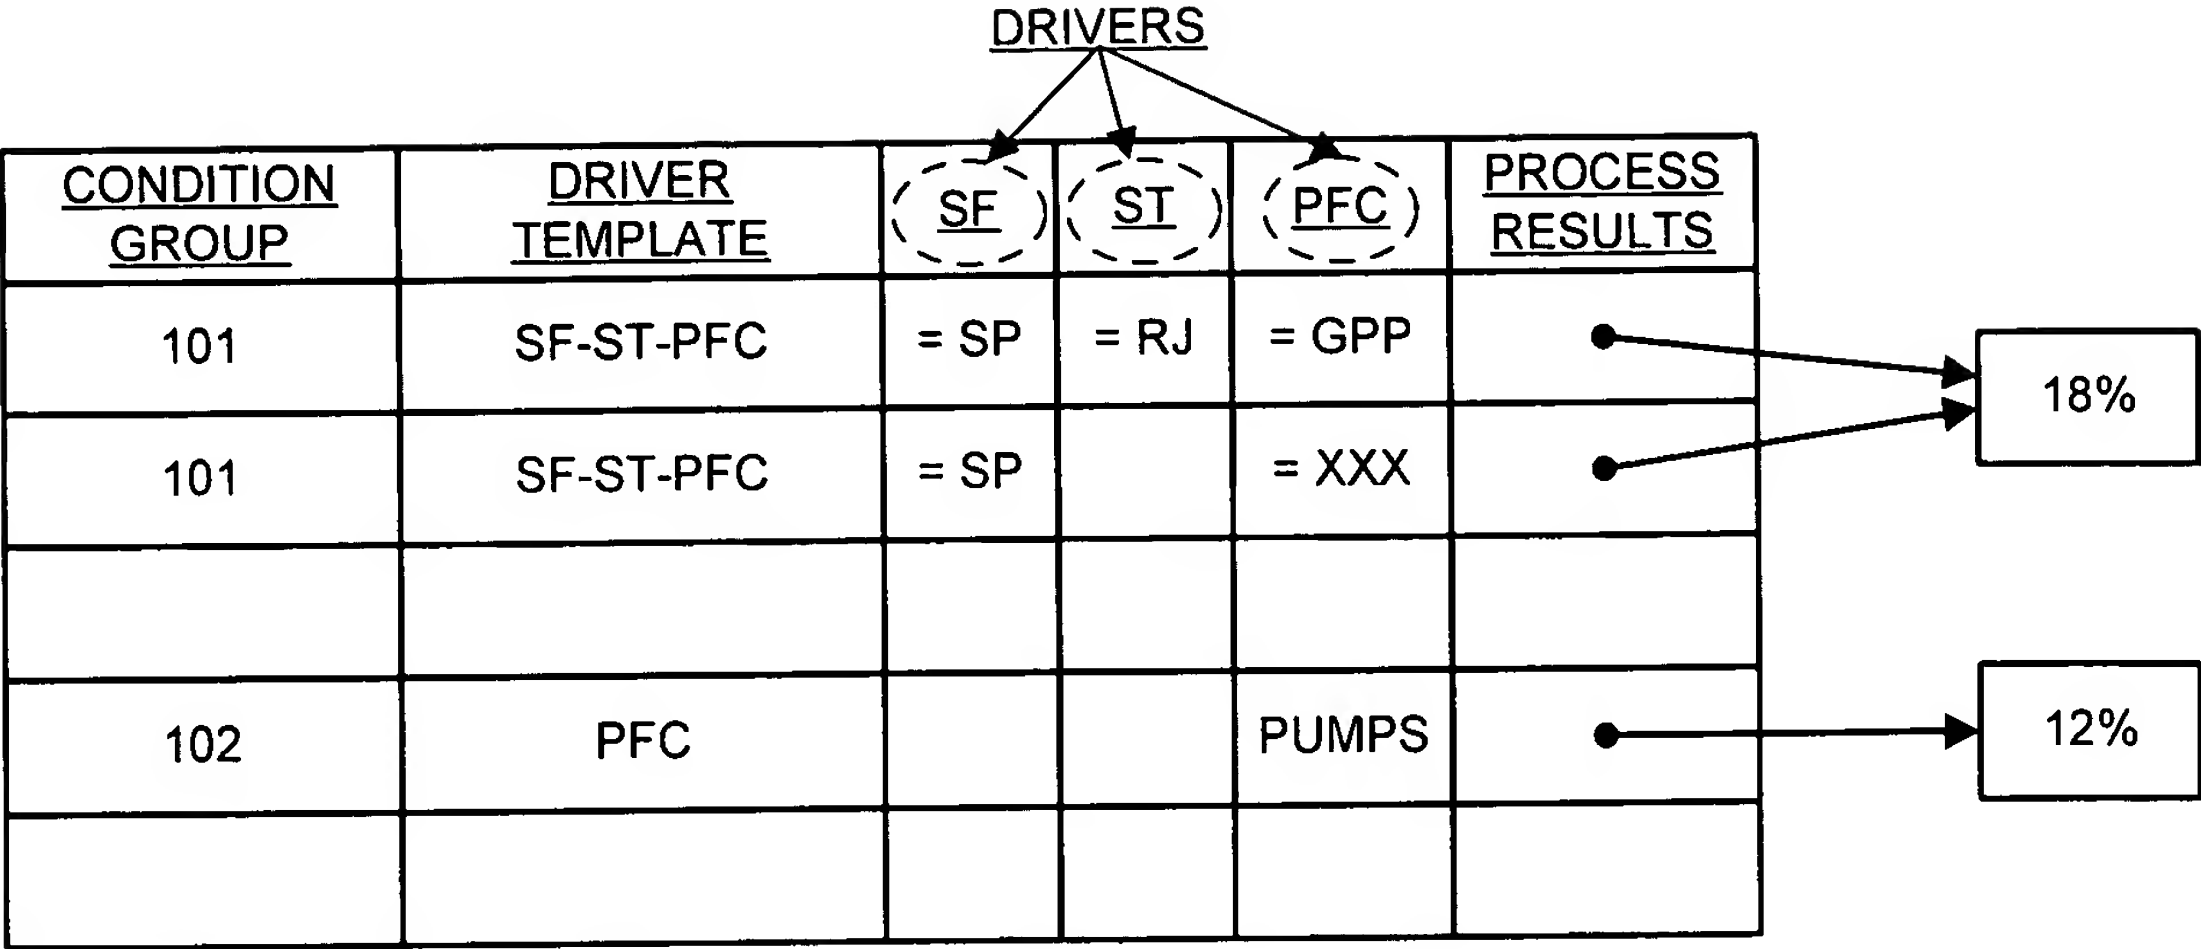 DRIVERS
CONDITION GROUP DRIVER TEMPLATE SF ST PFC PROCESS RESULTS
101 SF-ST-PFC = SP = RJ = GPP 18%
101 SF-ST-PFC = SP = XXX
102 PFC PUMPS 12%